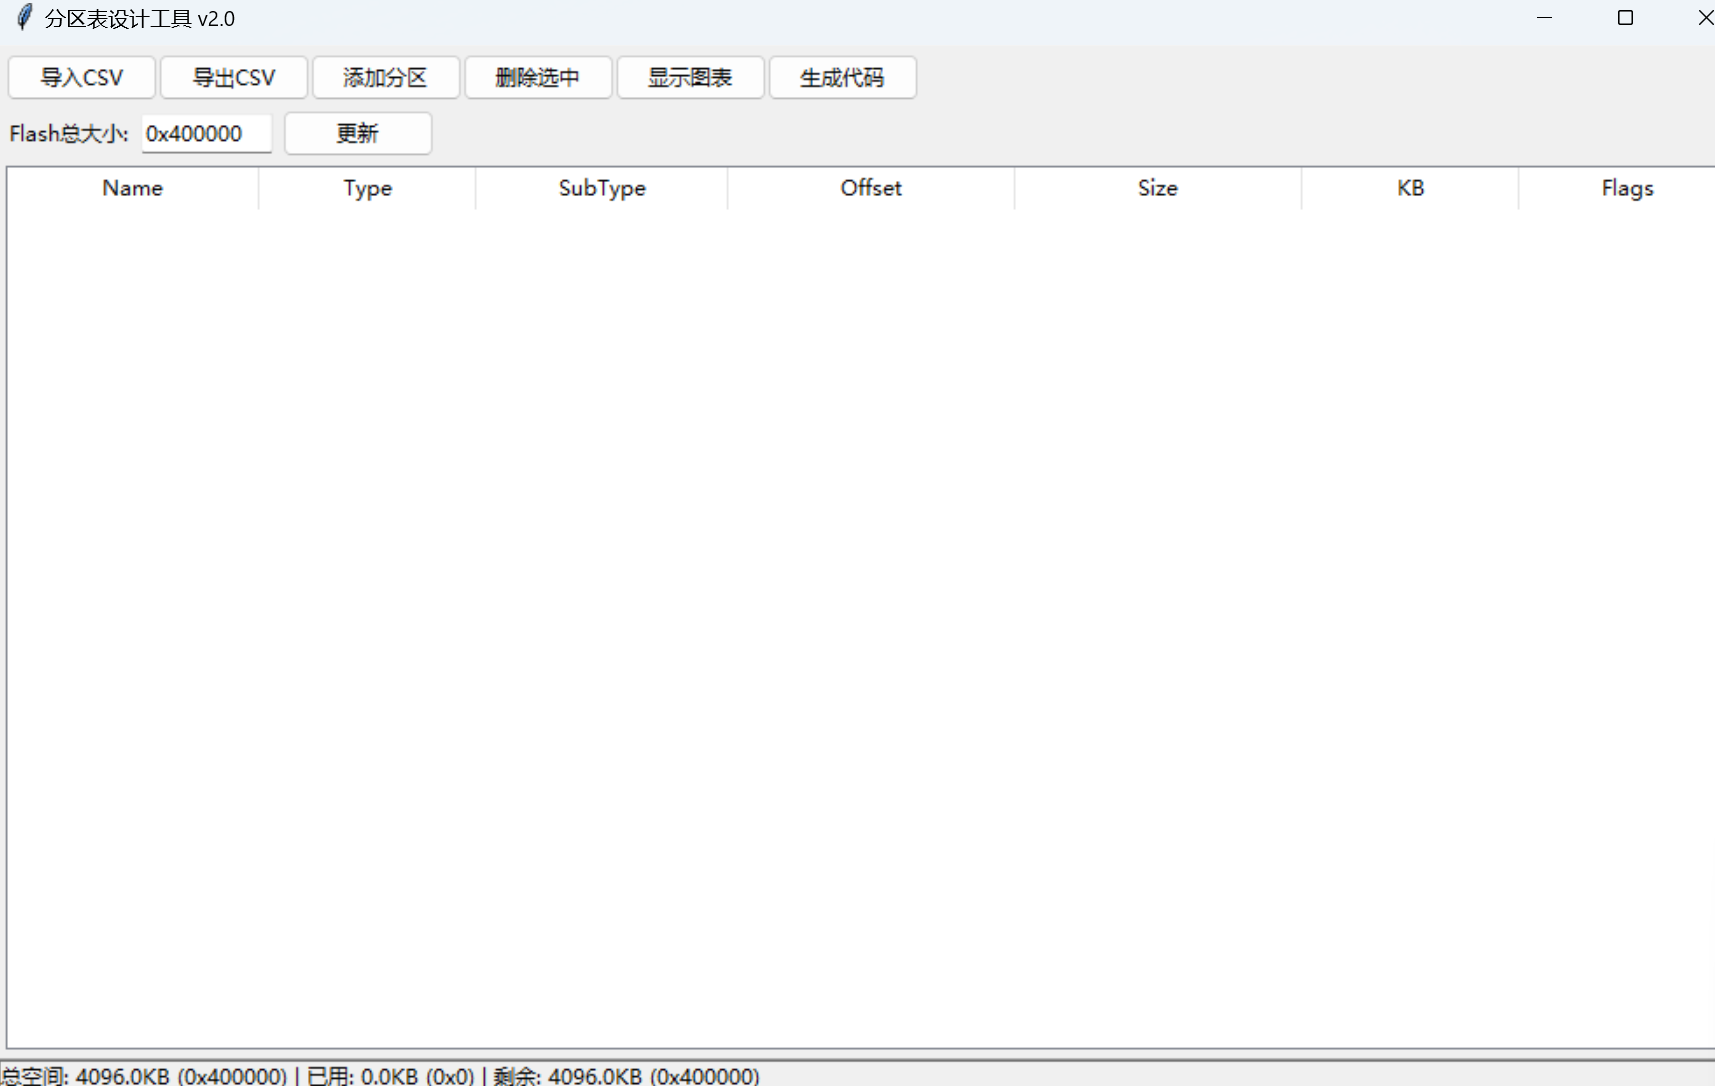 分区表设计工具 v2.0
导入CSV 导出CSV 添加分区 删除选中 显示图表 生成代码
Flash总大小: 0x400000 更新
Name Type SubType Offset Size KB Flags
总空间: 4096.0KB (0x400000) | 已用: 0.0KB (0x0) | 剩余: 4096.0KB (0x400000)